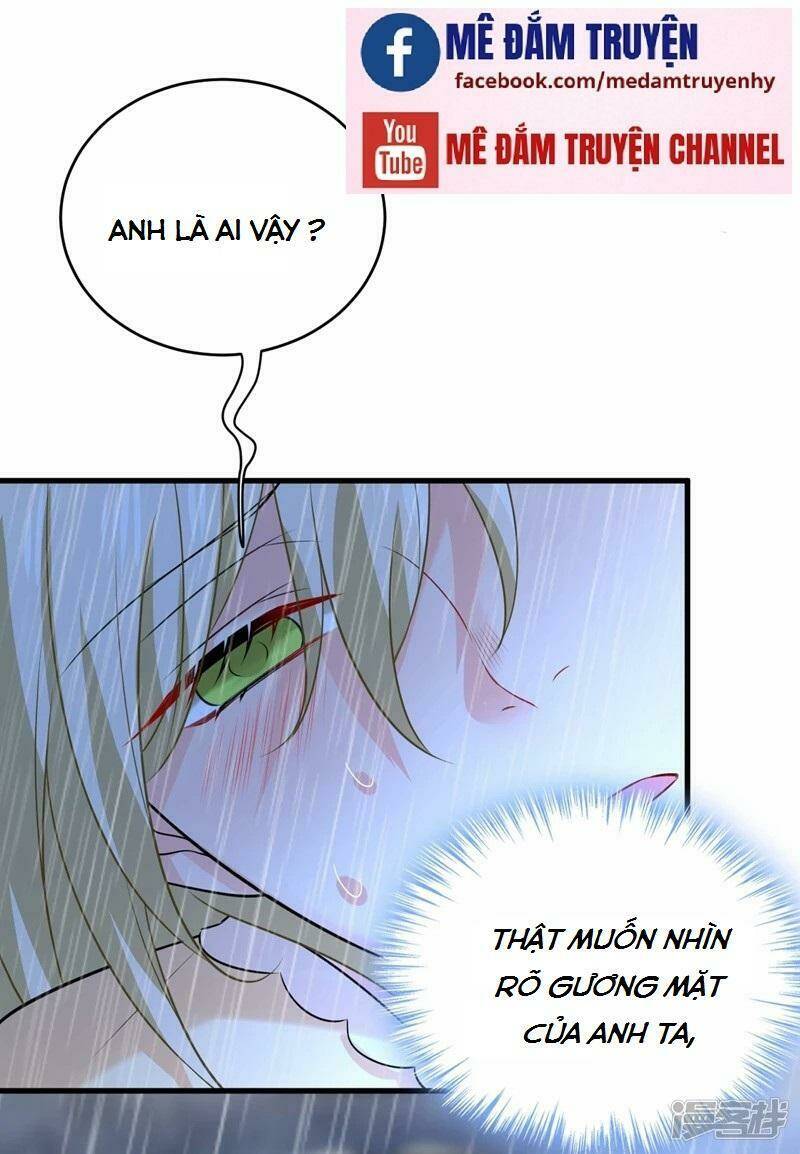 MÊ ĐẮM TRUYỆN
facebook.com/medamtruyenhy
You
Tube
MÊ ĐẮM TRUYỆN CHANNEL
ANH LÀ AI VẬY ?
THẬT MUỐN NHÌN
RÕ GƯƠNG MẶT
CỦA ANH TA,
漫客栈